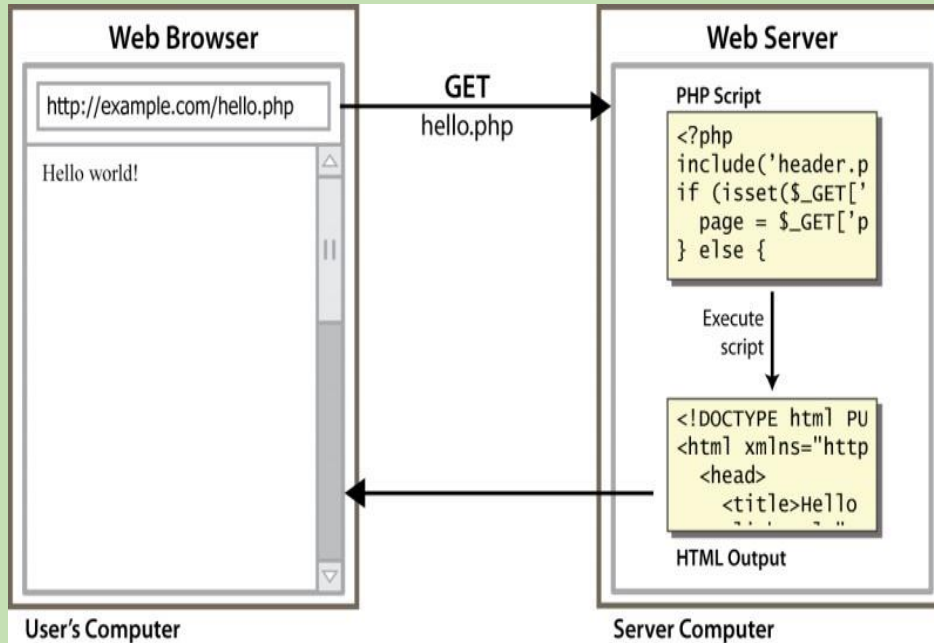 Web Browser
http://example.com/hello.php
Hello world!
User's Computer
GET
hello.php
Web Server
PHP Script
<?php
include('header.p
if (isset($_GET['
page = $_GET['p
} else {
Execute
script
<!DOCTYPE html PU
<html xmlns="http
<head>
<title>Hello
HTML Output
Server Computer